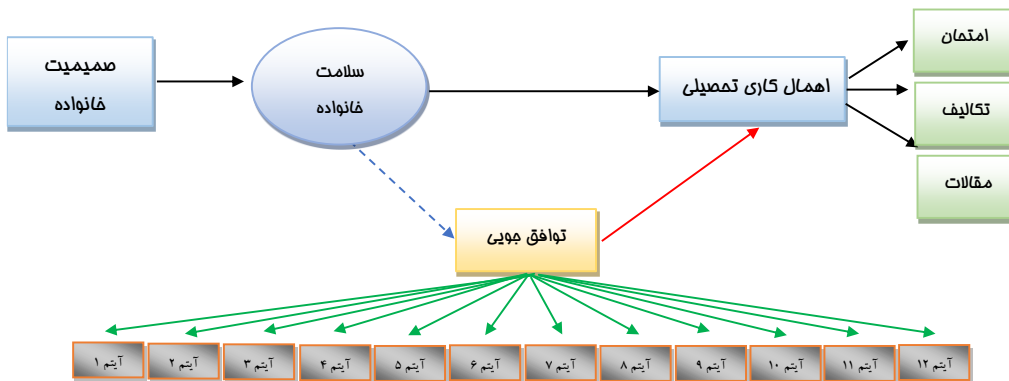 صمیمیت
خانواده
سلامت
خانواده
اهمال کاری تحصیلی
امتحان
تکالیف
مقالات
توافق جویی
آیتم ۱
آیتم ۲
آیتم ۳
آیتم ۴
آیتم ۵
آیتم ۶
آیتم ۷
آیتم ۸
آیتم ۹
آیتم ۱۰
آیتم ۱۱
آیتم ۱۲